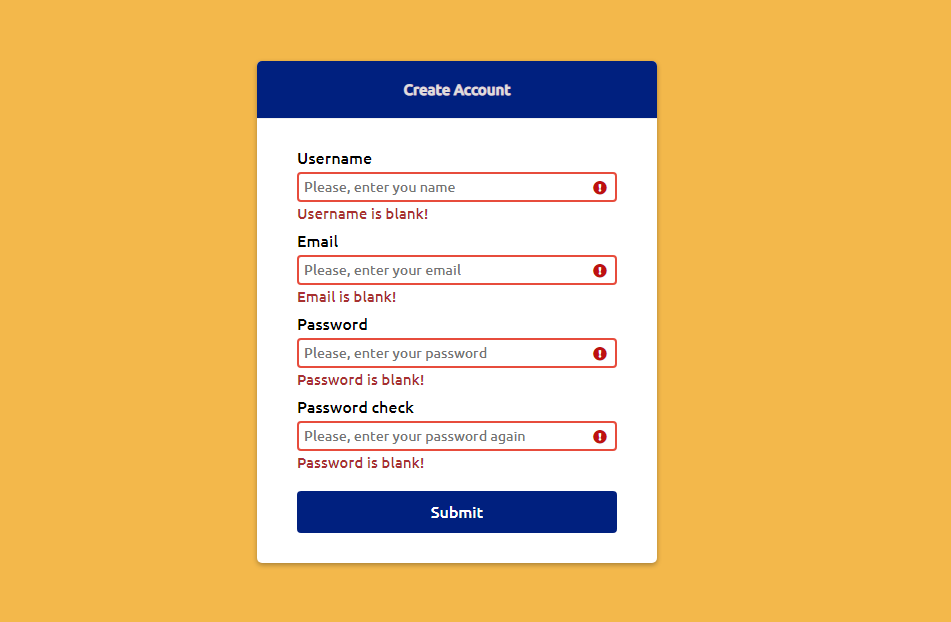 Create Account
Username
Please, enter you name
Username is blank!
Email
Please, enter your email
Email is blank!
Password
Please, enter your password
Password is blank!
Password check
Please, enter your password again
Password is blank!
Submit